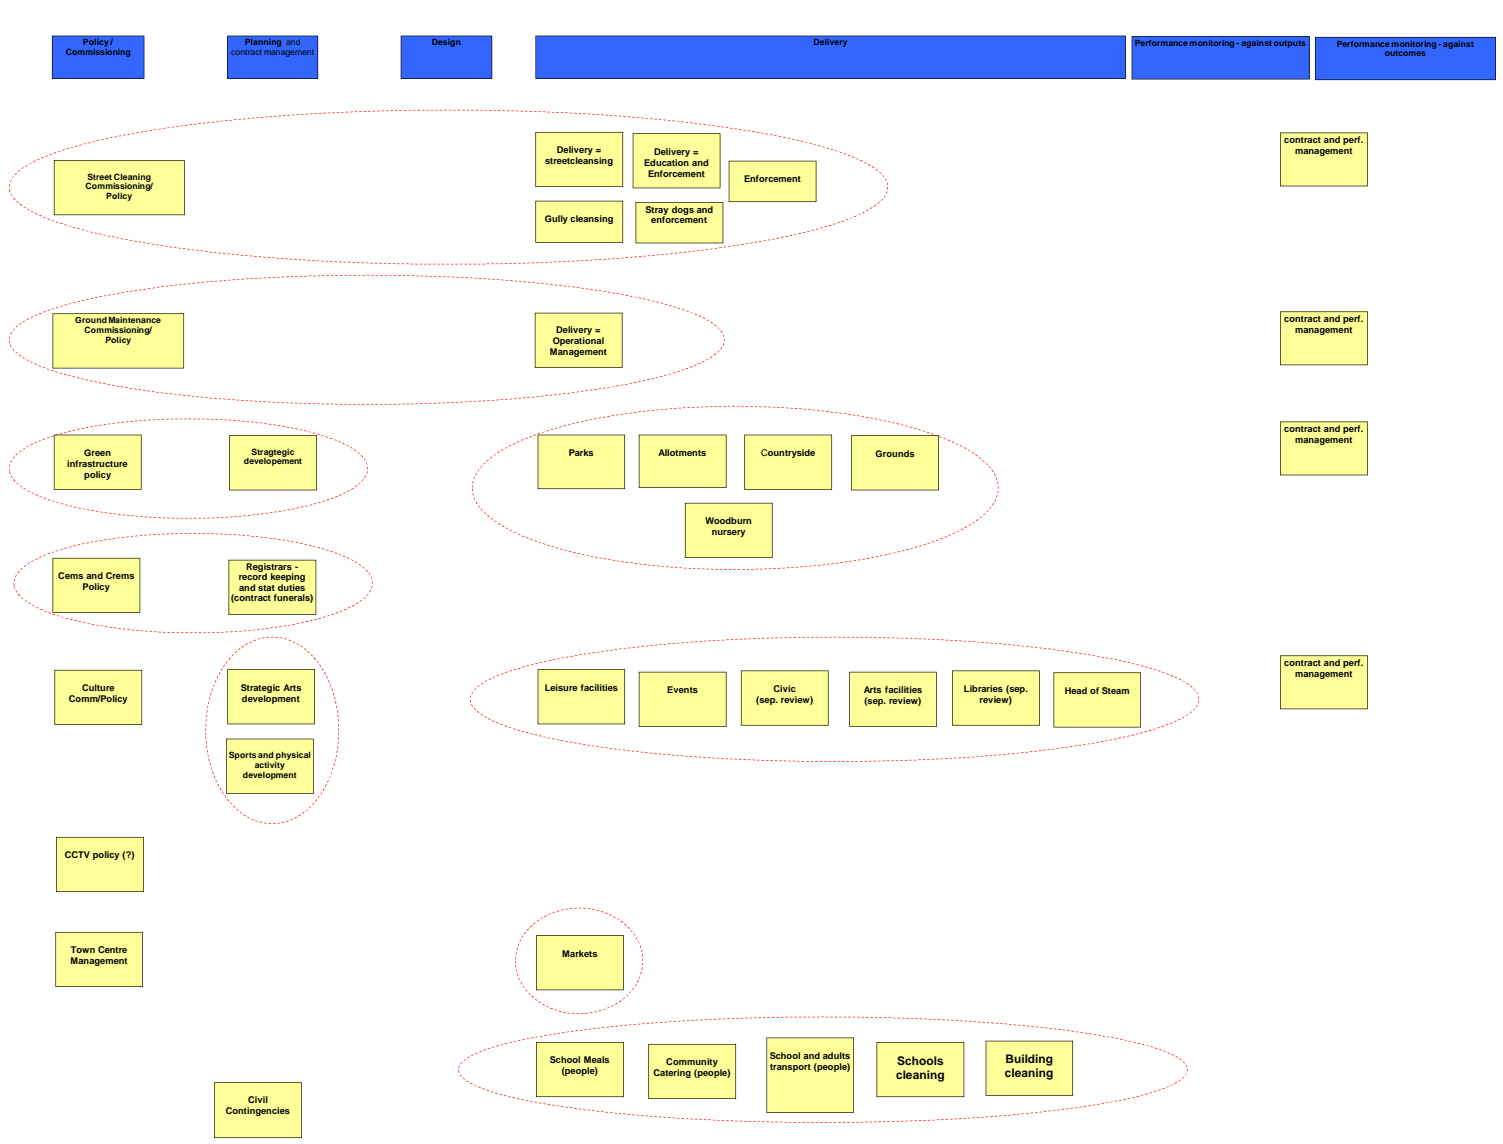 Policy /
Commissioning
Planning and
contract management
Design
Delivery
Performance monitoring - against outputs
Performance monitoring - against
outcomes
Street Cleaning
Commissioning/
Policy
Delivery =
streetcleansing
Delivery =
Education and
Enforcement
Enforcement
Gully cleansing
Stray dogs and
enforcement
contract and perf.
management
Ground Maintenance
Commissioning/
Policy
Delivery =
Operational
Management
contract and perf.
management
Green
infrastructure
policy
Stragtegic
developement
Parks
Allotments
Countryside
Grounds
Woodburn
nursery
contract and perf.
management
Cems and Crems
Policy
Registrars -
record keeping
and stat duties
(contract funerals)
Culture
Comm/Policy
Strategic Arts
development
Sports and physical
activity
development
Leisure facilities
Events
Civic
(sep. review)
Arts facilities
(sep. review)
Libraries (sep.
review)
Head of Steam
contract and perf.
management
CCTV policy (?)
Town Centre
Management
Markets
School Meals
(people)
Community
Catering (people)
School and adults
transport (people)
Schools
cleaning
Building
cleaning
Civil
Contingencies